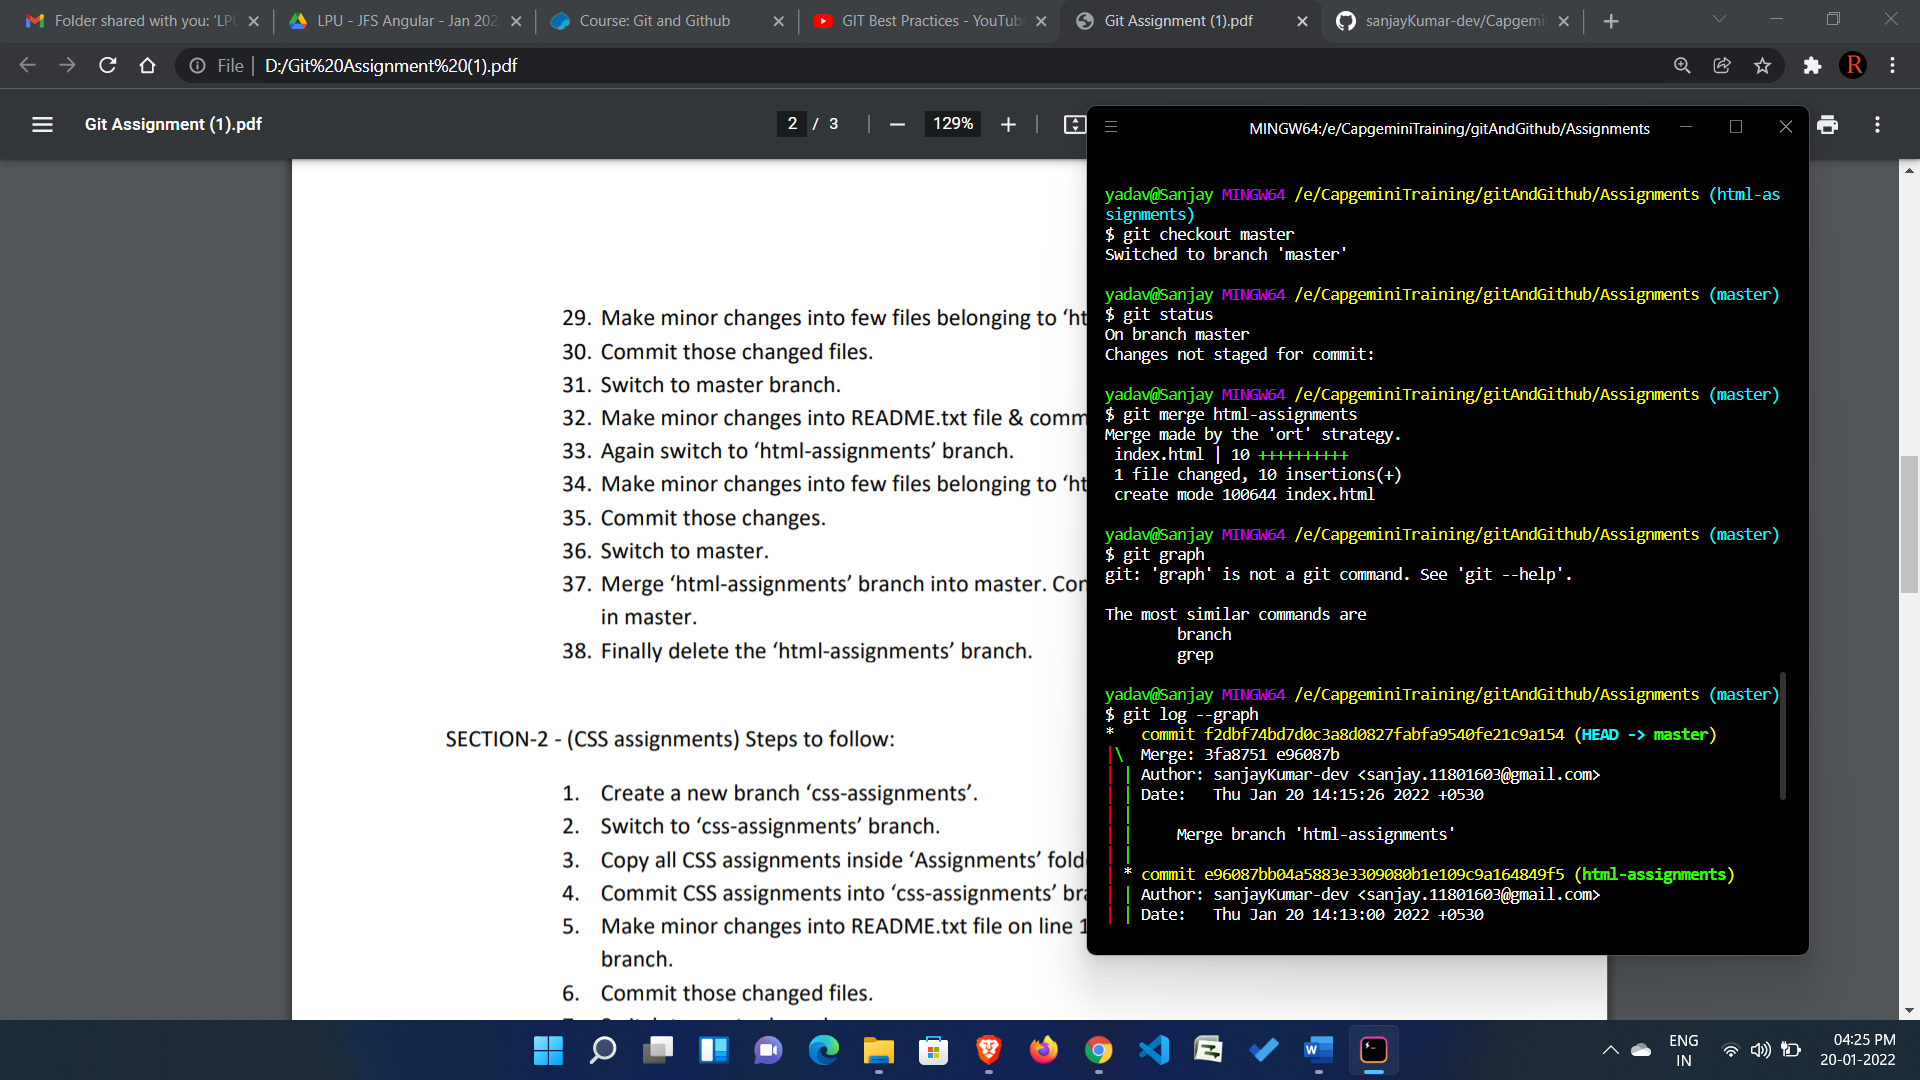 Folder shared with you: 'LPU
LPU - JFS Angular - Jan 202
Course: Git and Github
GIT Best Practices - YouTube
Git Assignment (1).pdf
sanjayKumar-dev/Capgemin
File
D:/Git%20Assignment%20(1).pdf
R
Git Assignment (1).pdf
2 / 3
129%
29. Make minor changes into few files belonging to ‘ht
30. Commit those changed files.
31. Switch to master branch.
32. Make minor changes into README.txt file & comm
33. Again switch to ‘html-assignments’ branch.
34. Make minor changes into few files belonging to ‘ht
35. Commit those changes.
36. Switch to master.
37. Merge ‘html-assignments’ branch into master. Con
in master.
38. Finally delete the ‘html-assignments’ branch.
SECTION-2 - (CSS assignments) Steps to follow:
1. Create a new branch ‘css-assignments’.
2. Switch to ‘css-assignments’ branch.
3. Copy all CSS assignments inside ‘Assignments’ fold
4. Commit CSS assignments into ‘css-assignments’ bra
5. Make minor changes into README.txt file on line 1
branch.
6. Commit those changed files.
MINGW64:/e/CapgeminiTraining/gitAndGithub/Assignments
yadav@Sanjay MINGW64 /e/CapgeminiTraining/gitAndGithub/Assignments (html-as
signments)
$ git checkout master
Switched to branch 'master'
yadav@Sanjay MINGW64 /e/CapgeminiTraining/gitAndGithub/Assignments (master)
$ git status
On branch master
Changes not staged for commit:
yadav@Sanjay MINGW64 /e/CapgeminiTraining/gitAndGithub/Assignments (master)
$ git merge html-assignments
Merge made by the 'ort' strategy.
index.html | 10 ++++++++++
1 file changed, 10 insertions(+)
create mode 100644 index.html
yadav@Sanjay MINGW64 /e/CapgeminiTraining/gitAndGithub/Assignments (master)
$ git graph
git: 'graph' is not a git command. See 'git --help'.
The most similar commands are
branch
grep
yadav@Sanjay MINGW64 /e/CapgeminiTraining/gitAndGithub/Assignments (master)
$ git log --graph
* commit f2dbf74bd7d0c3a8d0827fabfa9540fe21c9a154 (HEAD -> master)
|\ Merge: 3fa8751 e96087b
| | Author: sanjayKumar-dev <sanjay.11801603@gmail.com>
| | Date: Thu Jan 20 14:15:26 2022 +0530
| |
| | Merge branch 'html-assignments'
| |
| * commit e96087bb04a5883e3309080b1e109c9a164849f5 (html-assignments)
| | Author: sanjayKumar-dev <sanjay.11801603@gmail.com>
| | Date: Thu Jan 20 14:13:00 2022 +0530
ENG
IN
04:25 PM
20-01-2022